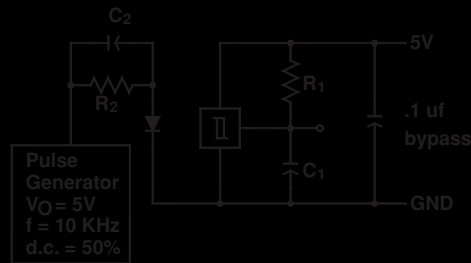 C2
R2
5V
R1
.1 uf
bypass
C1
GND
Pulse
Generator
VO = 5V
f = 10 KHz
d.c. = 50%